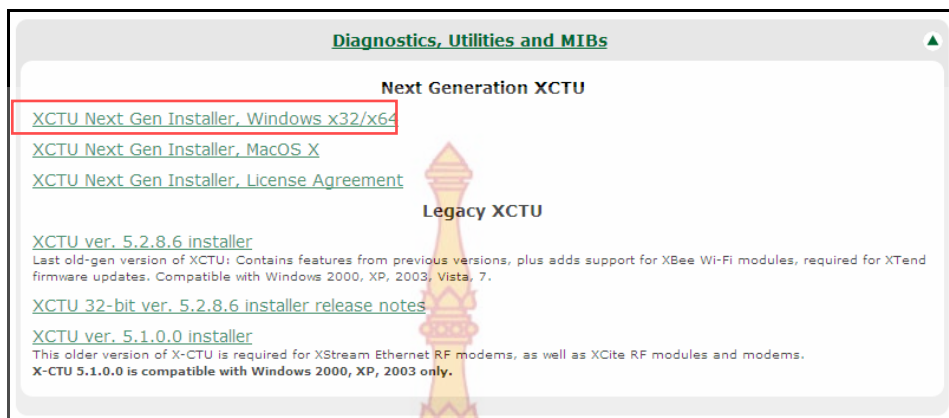 Diagnostics, Utilities and MIBs
Next Generation XCTU
XCTU Next Gen Installer, Windows x32/x64
XCTU Next Gen Installer, MacOS X
XCTU Next Gen Installer, License Agreement
Legacy XCTU
XCTU ver. 5.2.8.6 installer
Last old-gen version of XCTU: Contains features from previous versions, plus adds support for XBee Wi-Fi modules, required for XTend
firmware updates. Compatible with Windows 2000, XP, 2003, Vista, 7.
XCTU 32-bit ver. 5.2.8.6 installer release notes
XCTU ver. 5.1.0.0 installer
This older version of X-CTU is required for XStream Ethernet RF modems, as well as XCite RF modules and modems.
X-CTU 5.1.0.0 is compatible with Windows 2000, XP, 2003 only.